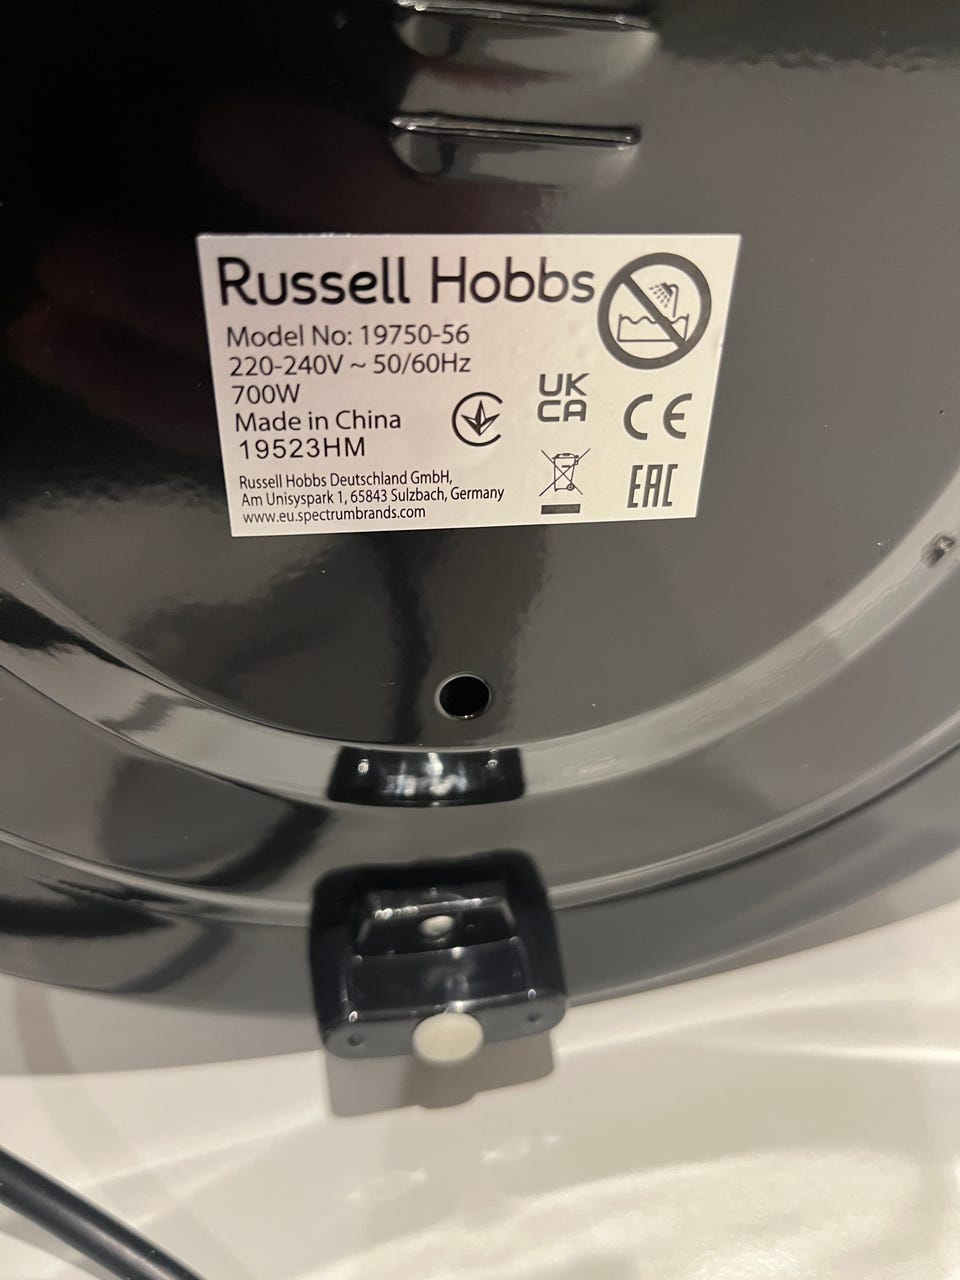 Russell Hobbs
Model No: 19750-56
220-240V ~ 50/60Hz
700W
Made in China
19523HM
Russell Hobbs Deutschland GmbH,
Am Unisyspark 1, 65843 Sulzbach, Germany
www.eu.spectrumbrands.com
UK
CA
CE
EAC